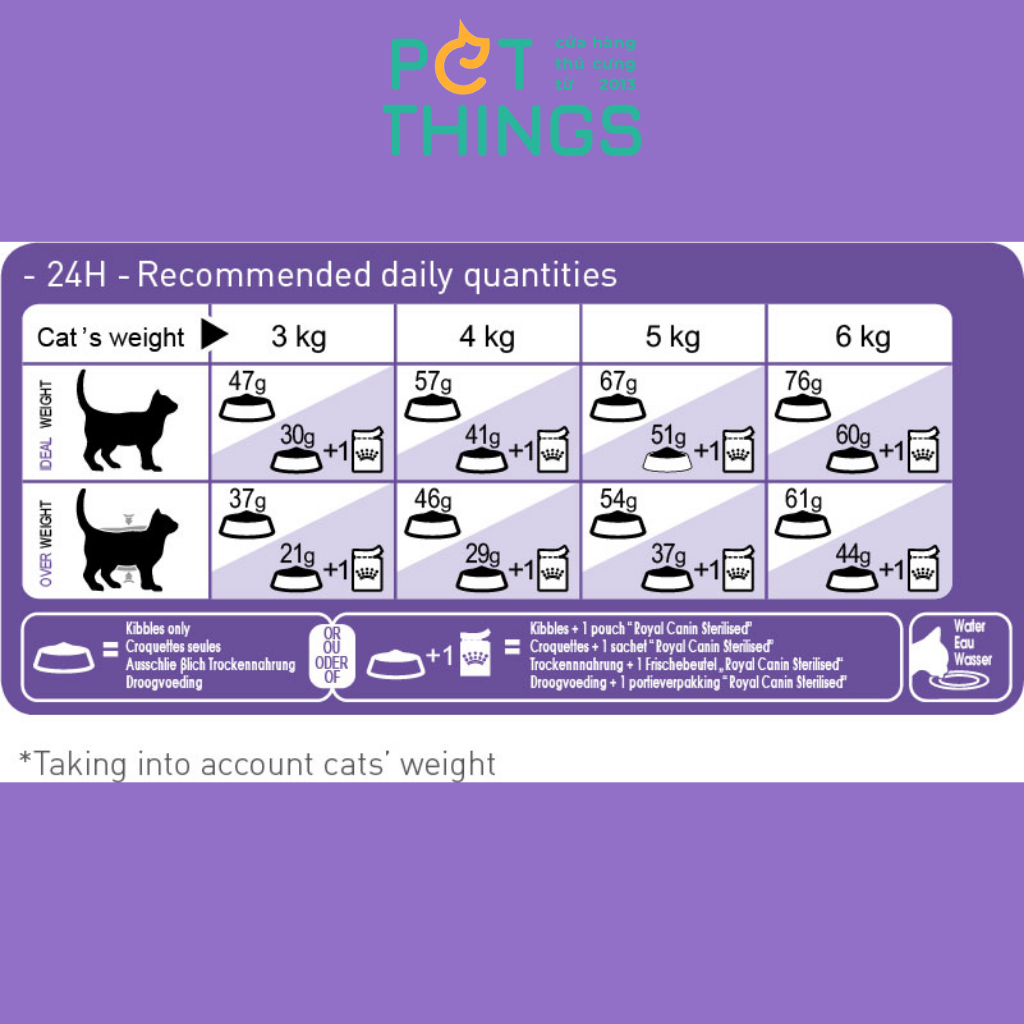 PET cửa hàng
thú cưng
từ 2013
THINGS
- 24H - Recommended daily quantities
Cat's weight 3 kg 4 kg 5 kg 6 kg
IDEAL WEIGHT
47g 57g 67g 76g
30g +1 41g +1 51g +1 60g +1
OVER WEIGHT
37g 46g 54g 61g
21g +1 29g +1 37g +1 44g +1
= Kibbles only
Croquettes seules
Ausschlie βlich Trockennahrung
Droogvoeding
OR
OU
ODER
OF
+1 = Kibbles + 1 pouch "Royal Canin Sterilised"
Croquettes + 1 sachet "Royal Canin Sterilised"
Trockennnahrung + 1 Frischebeutel „Royal Canin Sterilised"
Droogvoeding + 1 portieverpakking "Royal Canin Sterilised"
Water
Eau
Wasser
*Taking into account cats' weight